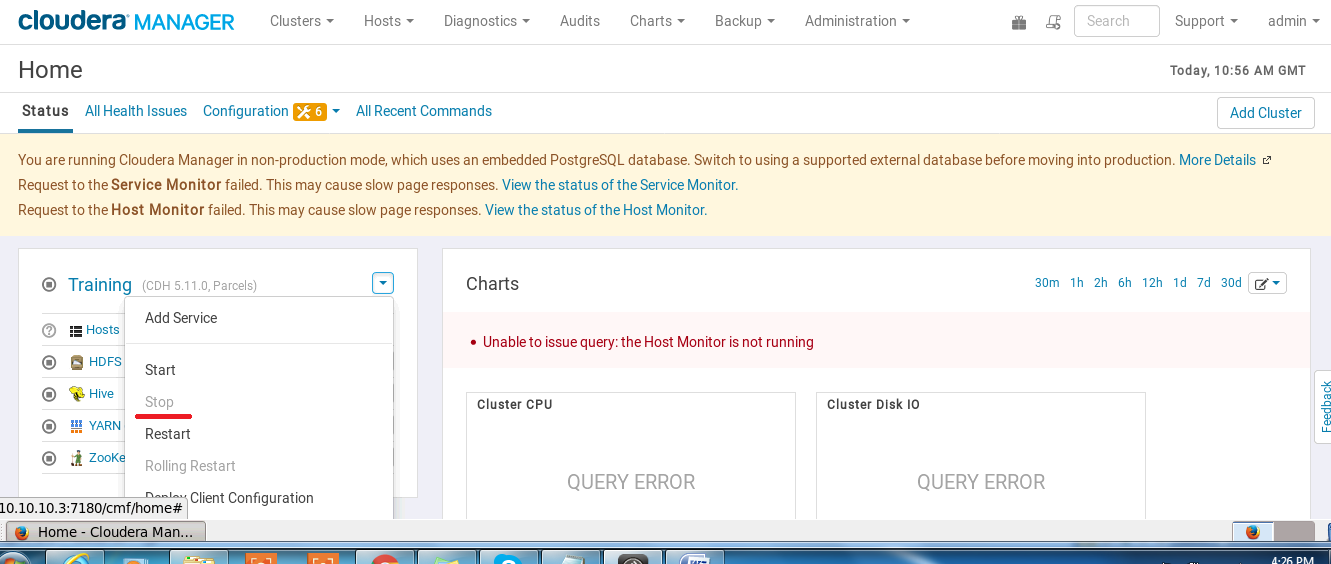 cloudera MANAGER Clusters Hosts Diagnostics Audits Charts Backup Administration Search Support admin
Home Today, 10:56 AM GMT
Status All Health Issues Configuration 6 All Recent Commands Add Cluster
You are running Cloudera Manager in non-production mode, which uses an embedded PostgreSQL database. Switch to using a supported external database before moving into production. More Details
Request to the Service Monitor failed. This may cause slow page responses. View the status of the Service Monitor.
Request to the Host Monitor failed. This may cause slow page responses. View the status of the Host Monitor.
Training (CDH 5.11.0, Parcels)
Add Service
Hosts
HDFS
Start
Hive
Stop
YARN
Restart
ZooKe
Rolling Restart
Deploy Client Configuration
Charts 30m 1h 2h 6h 12h 1d 7d 30d
Unable to issue query: the Host Monitor is not running
Cluster CPU
QUERY ERROR
Cluster Disk IO
QUERY ERROR
Feedback
10.10.10.3:7180/cmf/home#
Home - Cloudera Man...
4:26 PM